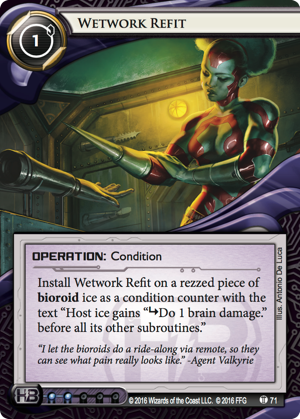 Wetwork Refit
1
OPERATION: Condition
Install Wetwork Refit on a rezzed piece of
bioroid ice as a condition counter with the
text “Host ice gains “↳Do 1 brain damage.”
before all its other subroutines.”
“I let the bioroids do a ride-along via remote, so they
can see what pain really looks like.” -Agent Valkyrie
Illus. Antonio De Luca
HB
© 2016 Wizards of the Coast LLC. © 2016 FFG
71